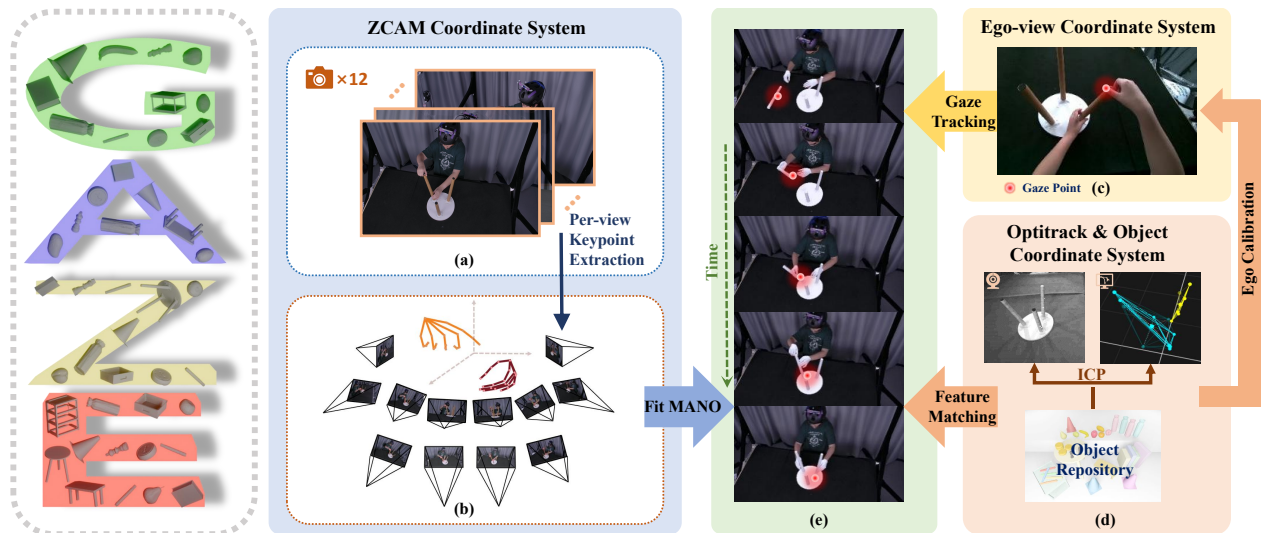 G
A
Z
E
ZCAM Coordinate System
×12
(a)
Per-view
Keypoint
Extraction
(b)
Fit MANO
Time
(e)
Gaze
Tracking
Feature
Matching
Ego-view Coordinate System
Gaze Point
(c)
Optitrack & Object
Coordinate System
ICP
Object
Repository
(d)
Ego Calibration